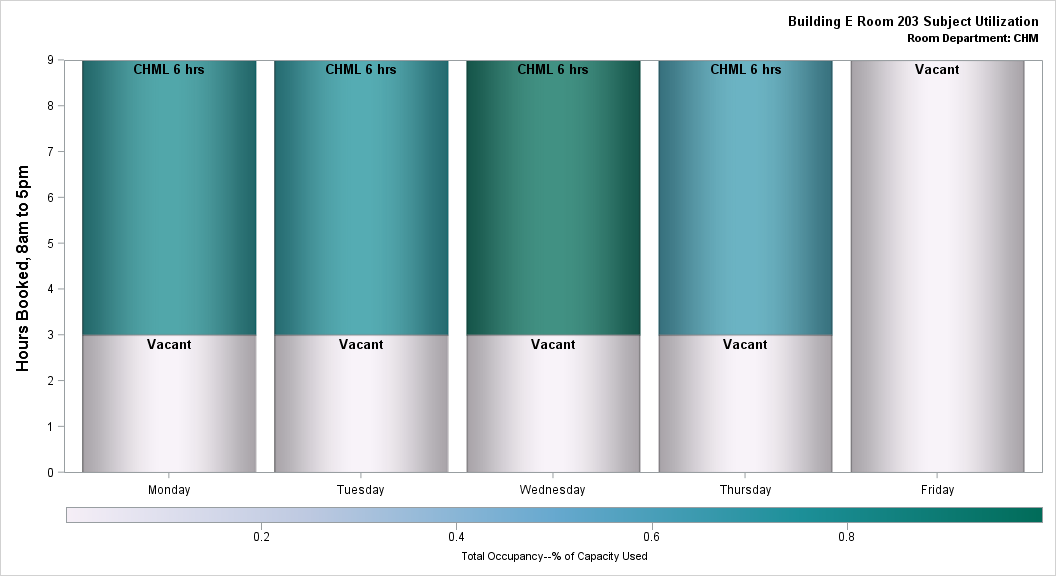 Building E Room 203 Subject Utilization
Room Department: CHM
Hours Booked, 8am to 5pm
9
8
7
6
5
4
3
2
1
0
CHML 6 hrs
CHML 6 hrs
CHML 6 hrs
CHML 6 hrs
Vacant
Vacant
Vacant
Vacant
Vacant
Monday
Tuesday
Wednesday
Thursday
Friday
0.2
0.4
0.6
0.8
Total Occupancy--% of Capacity Used